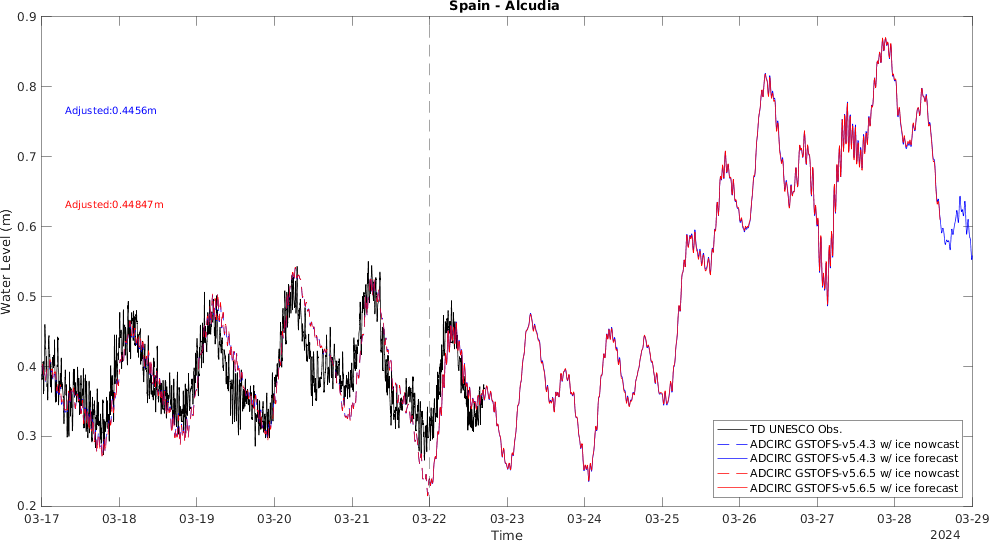 Spain - Alcudia
0.9
0.8
0.7
0.6
0.5
0.4
0.3
0.2
Water Level (m)
Adjusted:0.4456m
Adjusted:0.44847m
TD UNESCO Obs.
ADCIRC GSTOFS-v5.4.3 w/ ice nowcast
ADCIRC GSTOFS-v5.4.3 w/ ice forecast
ADCIRC GSTOFS-v5.6.5 w/ ice nowcast
ADCIRC GSTOFS-v5.6.5 w/ ice forecast
03-17 03-18 03-19 03-20 03-21 03-22 03-23 03-24 03-25 03-26 03-27 03-28 03-29
Time
2024